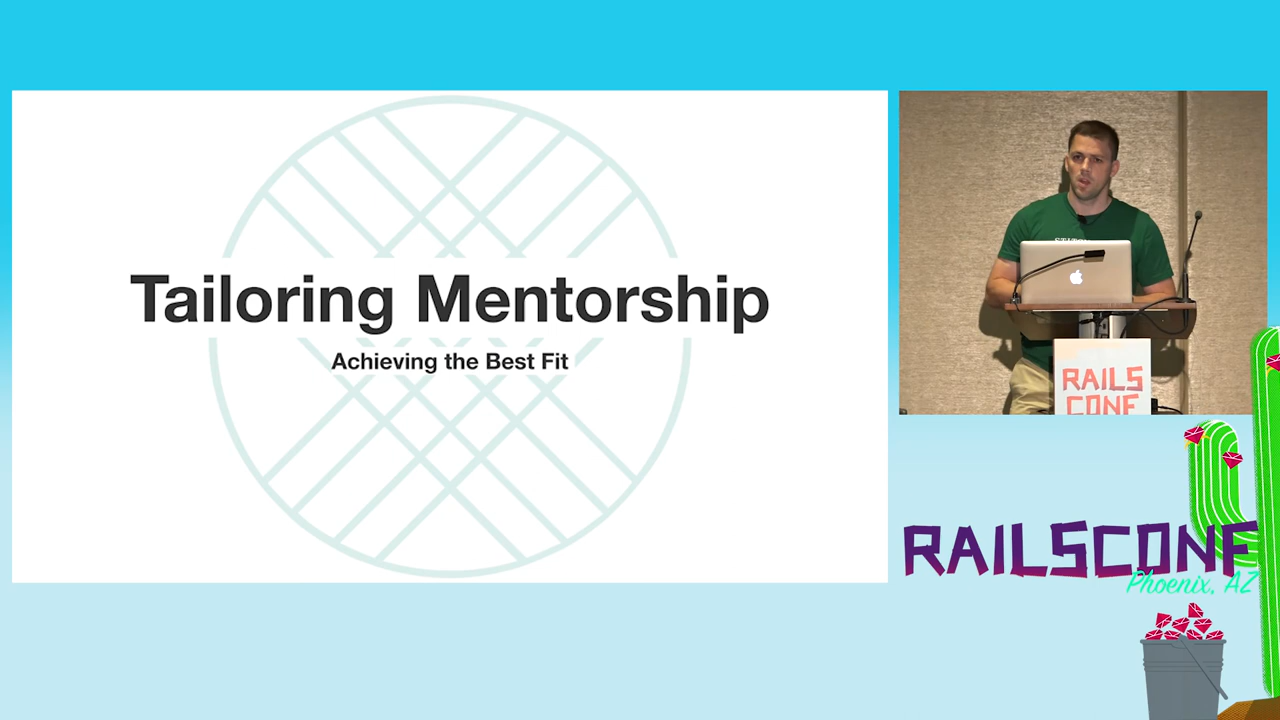 Tailoring Mentorship
Achieving the Best Fit
RAILS
CONF
RAILSCONF
Phoenix, AZ